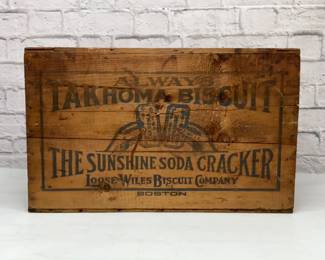 ALWAYS
TAKHOMA BISCUIT
THE SUNSHINE SODA CRACKER
LOOSE-WILES BISCUIT COMPANY
BOSTON